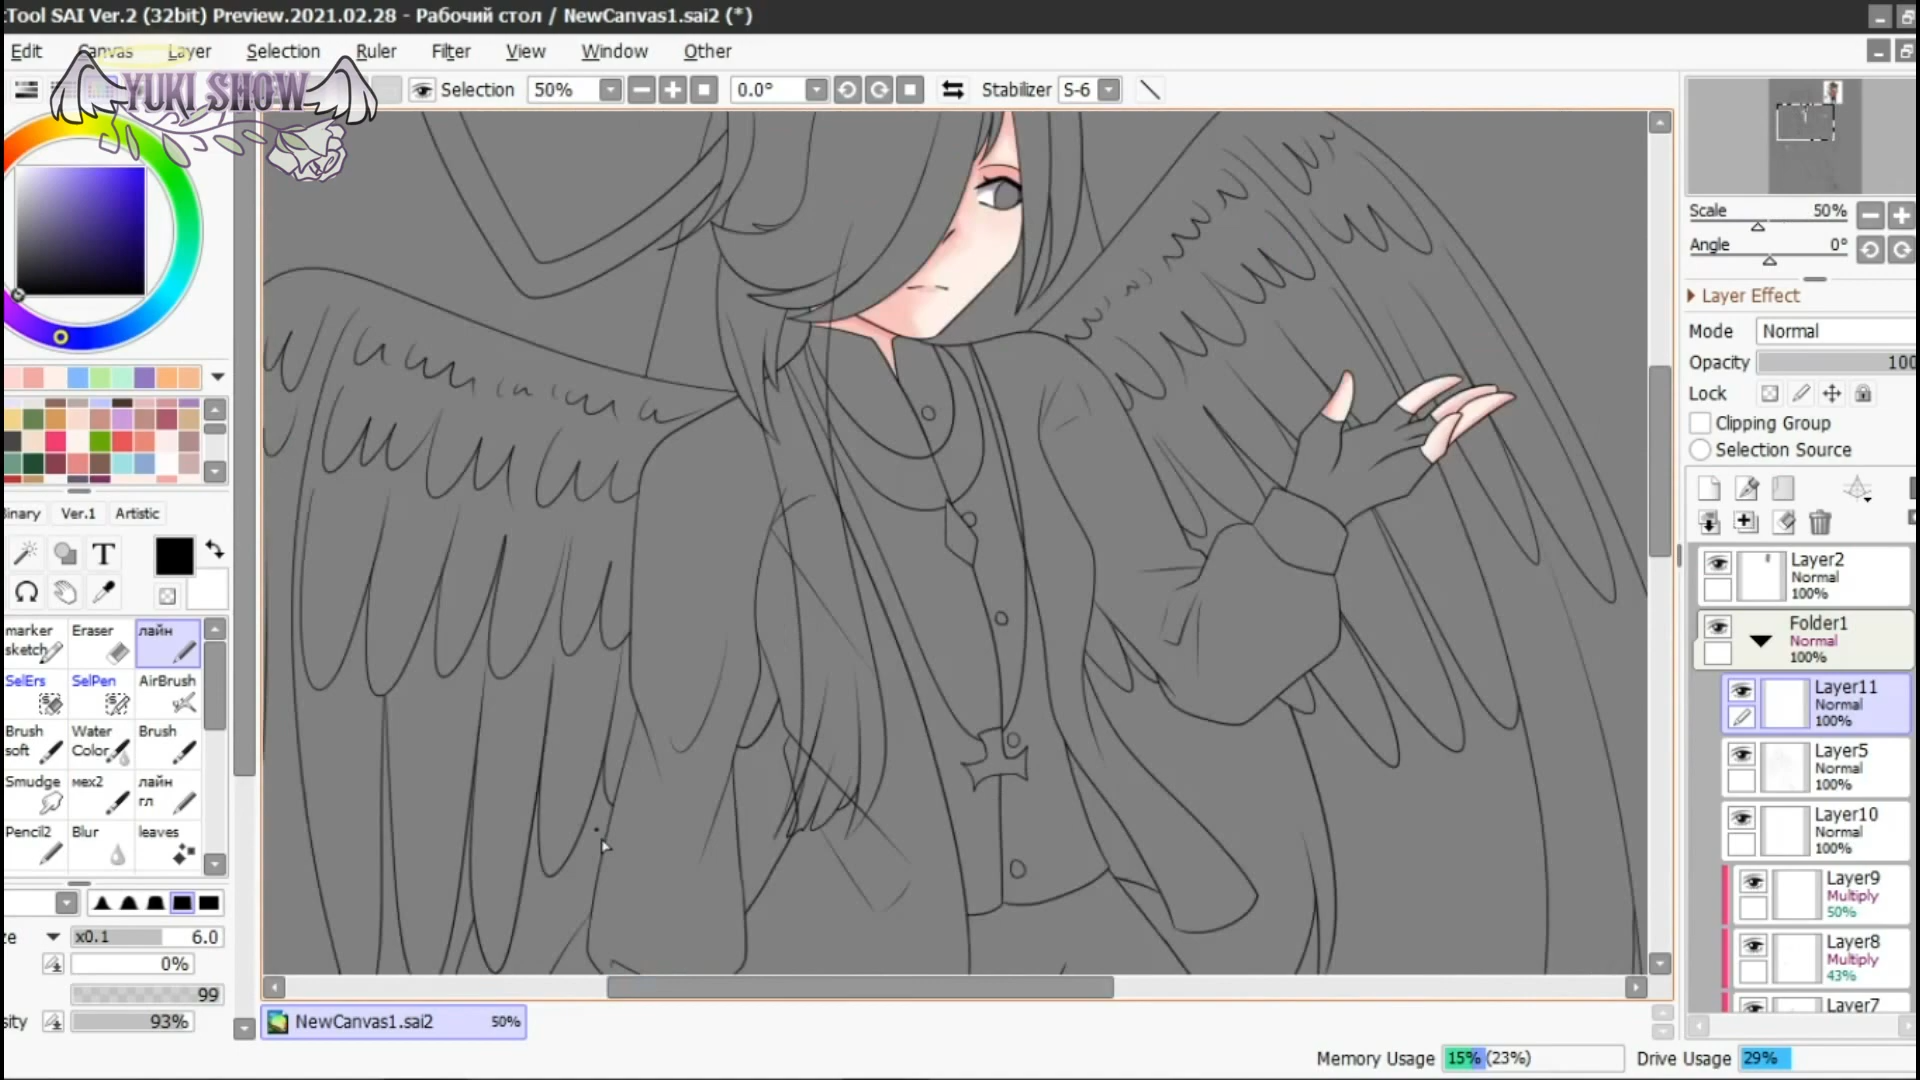 Tool SAI Ver.2 (32bit) Preview.2021.02.28 - Рабочий стол / NewCanvas1.sai2 (*)
Edit Canvas Layer Selection Ruler Filter View Window Other
YUKI SHOW
Selection 50% 0.0° Stabilizer S-6
Scale 50%
Angle 0°
Layer Effect
Mode Normal
Opacity 100
Lock
Clipping Group
Selection Source
Ver.1 Artistic
T
marker sketch
Eraser
лайн
SelErs
SelPen
AirBrush
Brush soft
Water Color
Brush
Smudge
мех2
лайн гл
Pencil2
Blur
leaves
x0.1 6.0
0%
99
93%
Layer2
Normal
100%
Folder1
Normal
100%
Layer11
Normal
100%
Layer5
Normal
100%
Layer10
Normal
100%
Layer9
Multiply
50%
Layer8
Multiply
43%
Layer7
NewCanvas1.sai2 50%
Memory Usage 15% (23%) Drive Usage 29%